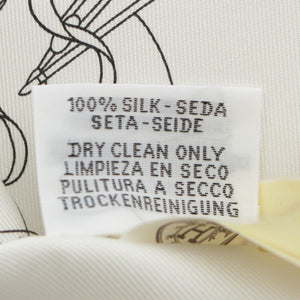 100% SILK-SEDA
SETA-SEIDE
DRY CLEAN ONLY
LIMPIEZA EN SECO
PULITURA A SECCO
TROCKENREINIGUNG